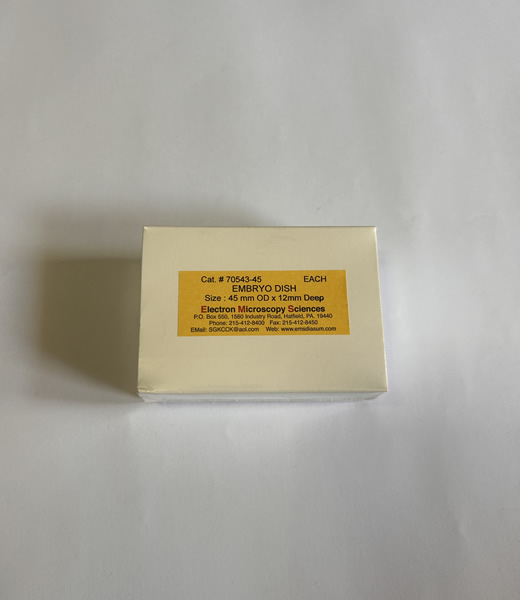 Cat. # 70543-45 EACH
EMBRYO DISH
Size : 45 mm OD x 12mm Deep
Electron Microscopy Sciences
P.O. Box 550, 1560 Industry Road, Hatfield, PA. 19440
Phone: 215-412-8400 Fax: 215-412-8450
EMail: SGKCCK@aol.com Web: www.emsdiasum.com